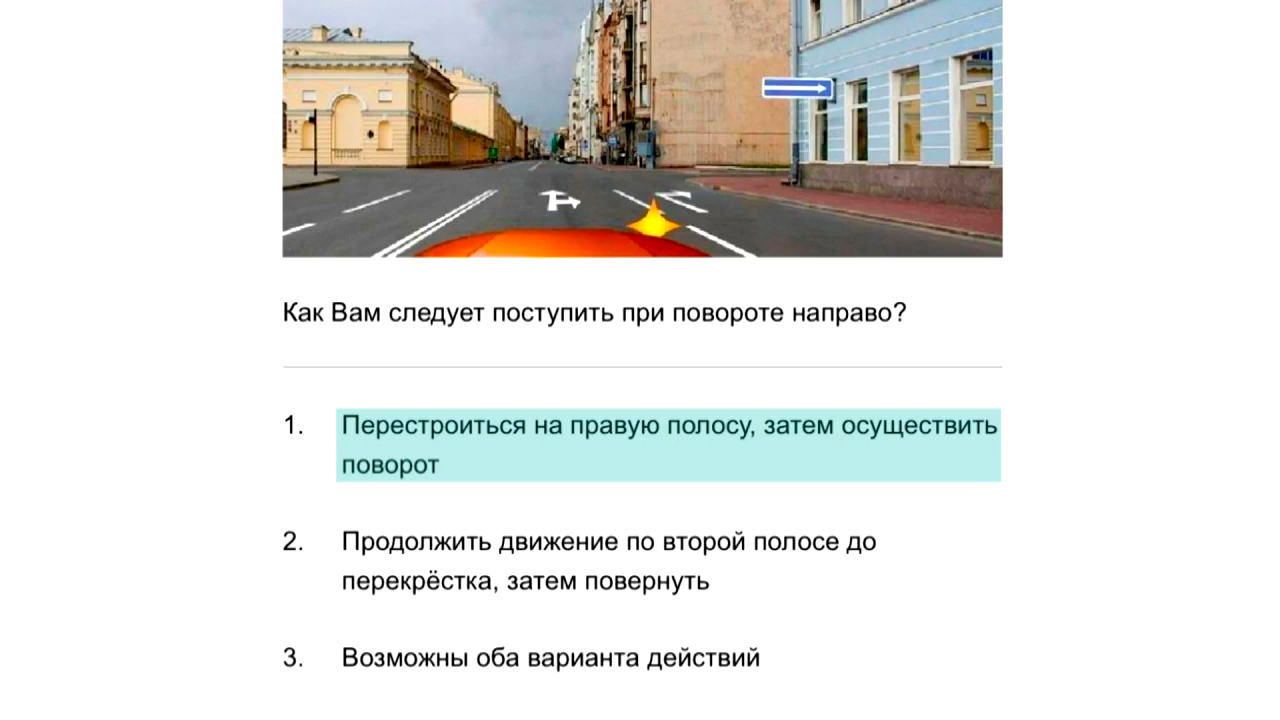 Как Вам следует поступить при повороте направо?
1. Перестроиться на правую полосу, затем осуществить
поворот
2. Продолжить движение по второй полосе до
перекрёстка, затем повернуть
3. Возможны оба варианта действий